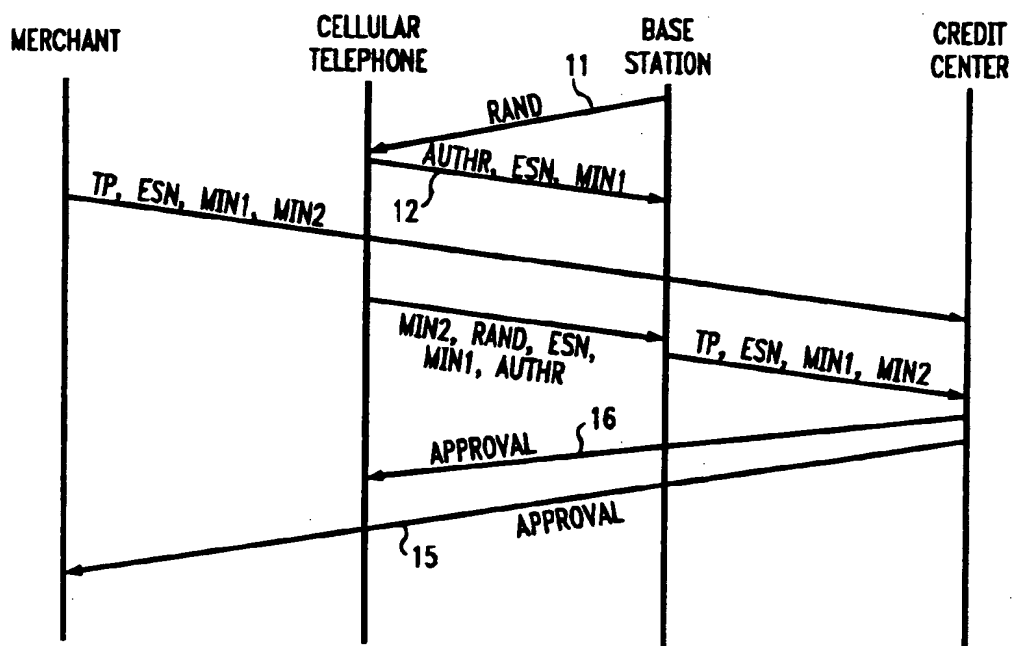 MERCHANT
CELLULAR
TELEPHONE
BASE
STATION
CREDIT
CENTER
11
RAND
AUTHR, ESN, MIN1
12
TP, ESN, MIN1, MIN2
MIN2, RAND, ESN,
MIN1, AUTHR
TP, ESN, MIN1, MIN2
16
APPROVAL
APPROVAL
15